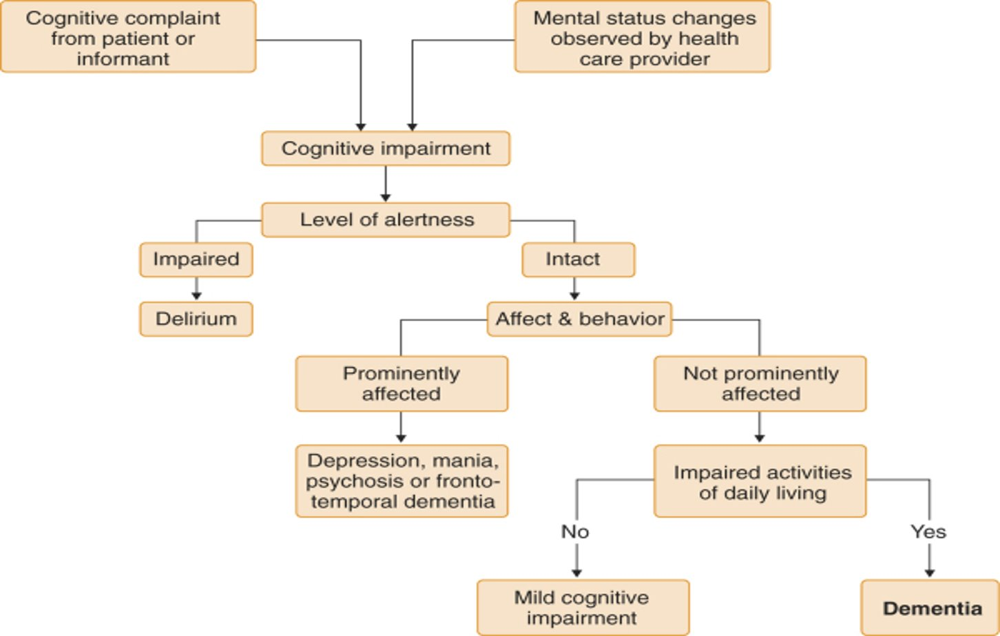 Cognitive complaint
from patient or
informant
Mental status changes
observed by health
care provider
Cognitive impairment
Level of alertness
Impaired
Intact
Delirium
Affect & behavior
Prominently
affected
Not prominently
affected
Depression, mania,
psychosis or fronto-
temporal dementia
Impaired activities
of daily living
No
Yes
Mild cognitive
impairment
Dementia